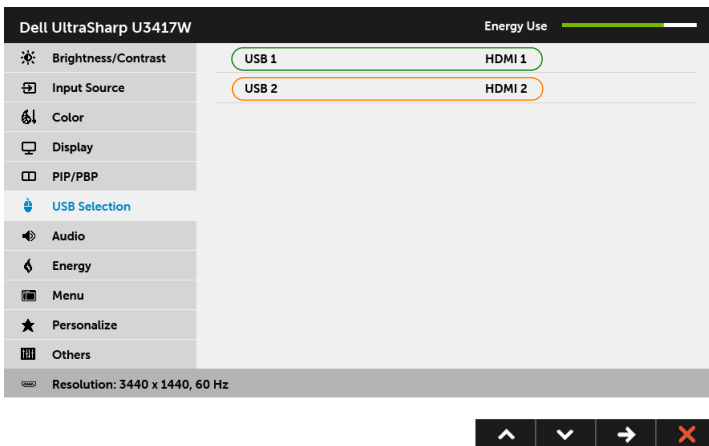 Dell UltraSharp U3417W Energy Use
Brightness/Contrast USB 1 HDMI 1
Input Source USB 2 HDMI 2
Color
Display
PIP/PBP
USB Selection
Audio
Energy
Menu
Personalize
Others
Resolution: 3440 x 1440, 60 Hz